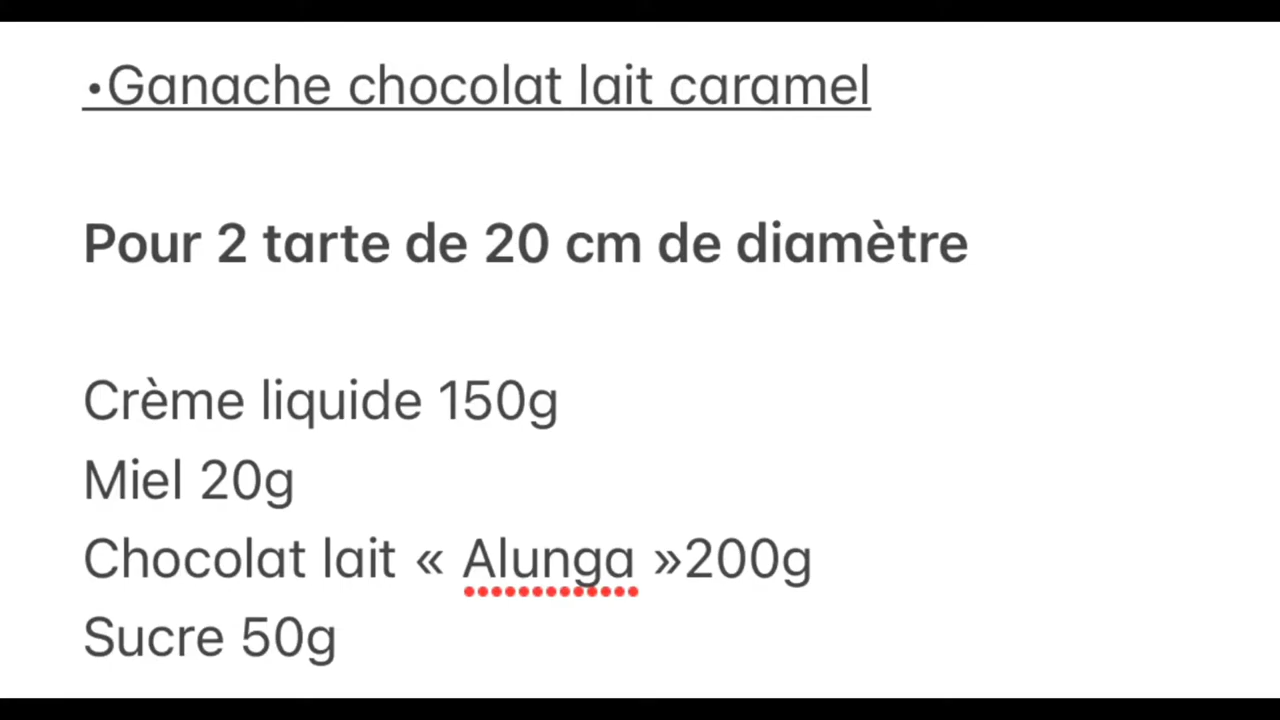 •Ganache chocolat lait caramel
Pour 2 tarte de 20 cm de diamètre
Crème liquide 150g
Miel 20g
Chocolat lait « Alunga »200g
Sucre 50g